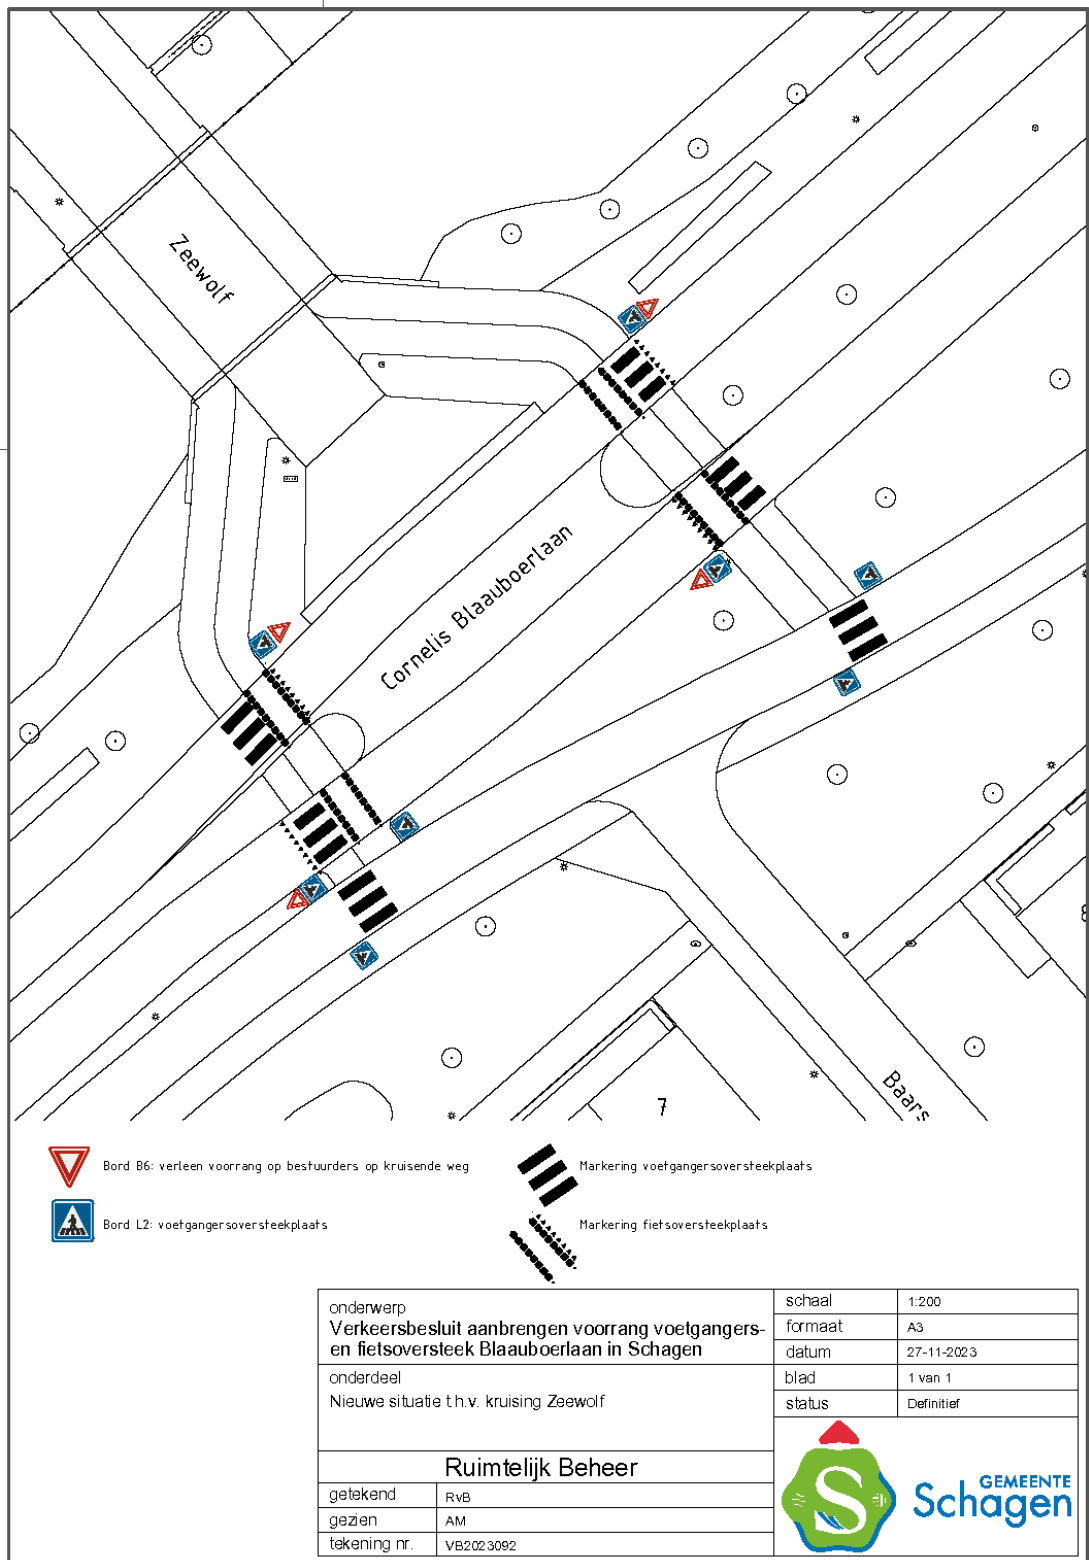 Zeewolf
Cornelis Blaauboerlaan
Baars
7
Bord B6: verleen voorrang op bestuurders op kruisende weg
Markering voetgangersoversteekplaats
Bord L2: voetgangersoversteekplaats
Markering fietsoversteekplaats
onderwerp
Verkeersbesluit aanbrengen voorrang voetgangers-
en fietsoversteek Blaauboerlaan in Schagen
onderdeel
Nieuwe situatie t.h.v. kruising Zeewolf
Ruimtelijk Beheer
getekend RvB
gezien AM
tekening nr. VB2023092
schaal 1:200
formaat A3
datum 27-11-2023
blad 1 van 1
status Definitief
S
GEMEENTE
Schagen